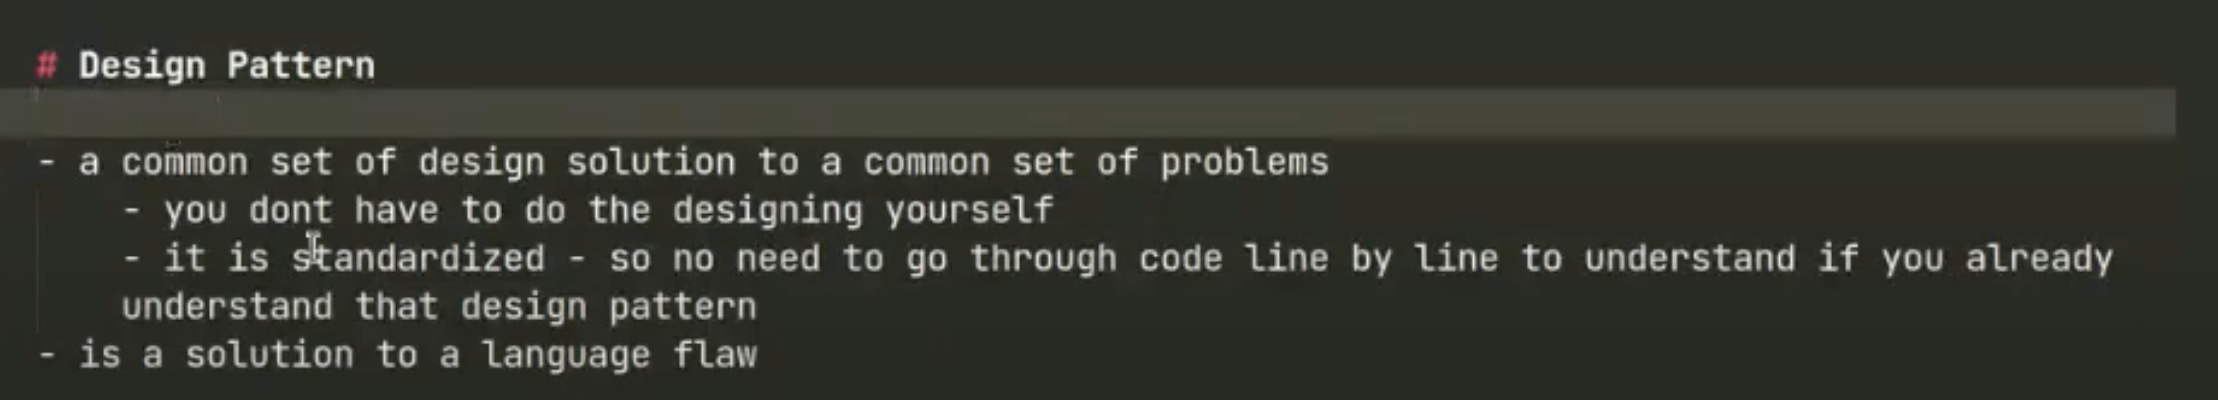 # Design Pattern
- a common set of design solution to a common set of problems
- you dont have to do the designing yourself
- it is standardized - so no need to go through code line by line to understand if you already
understand that design pattern
- is a solution to a language flaw